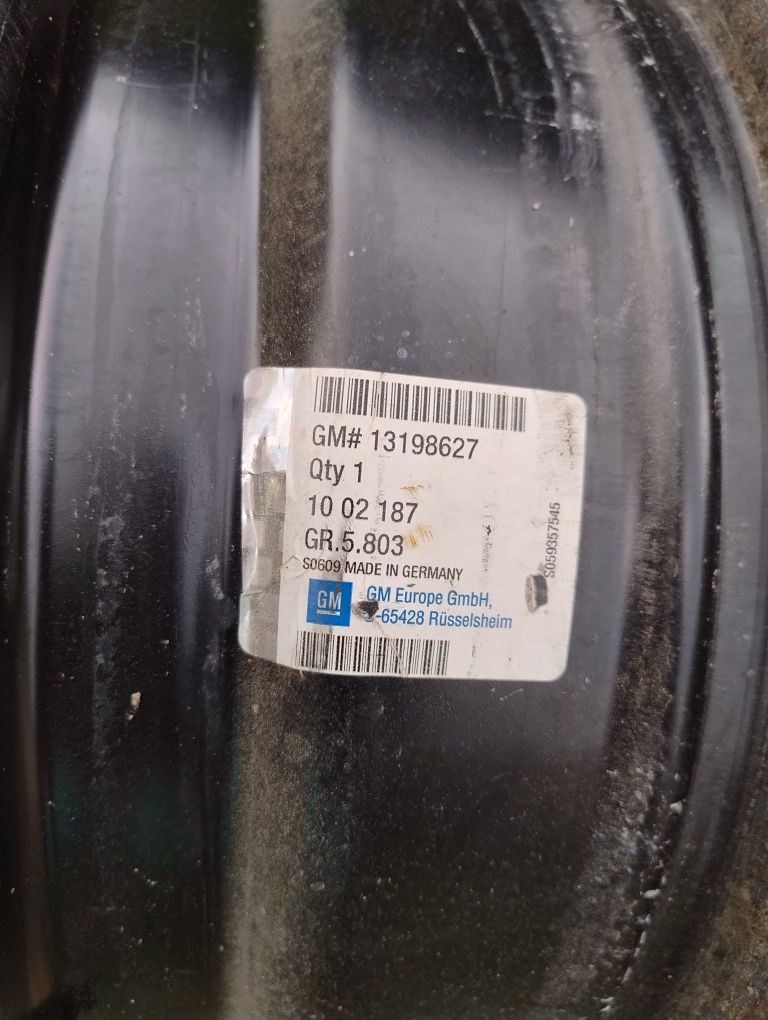 GM# 13198627
Qty 1
10 02 187
GR.5.803
S0609 MADE IN GERMANY
GM
GM Europe GmbH,
-65428 Rüsselsheim
S059357545